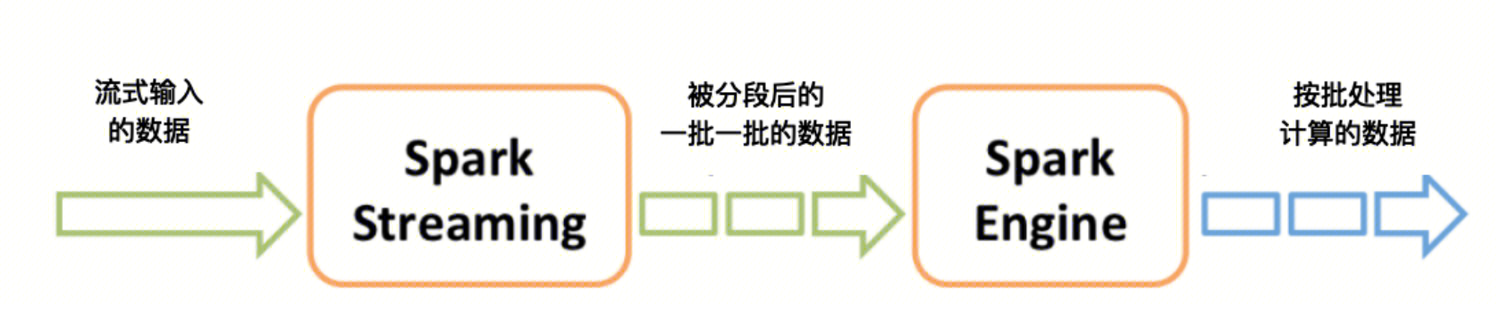 流式输入
的数据
Spark
Streaming
被分段后的
一批一批的数据
Spark
Engine
按批处理
计算的数据